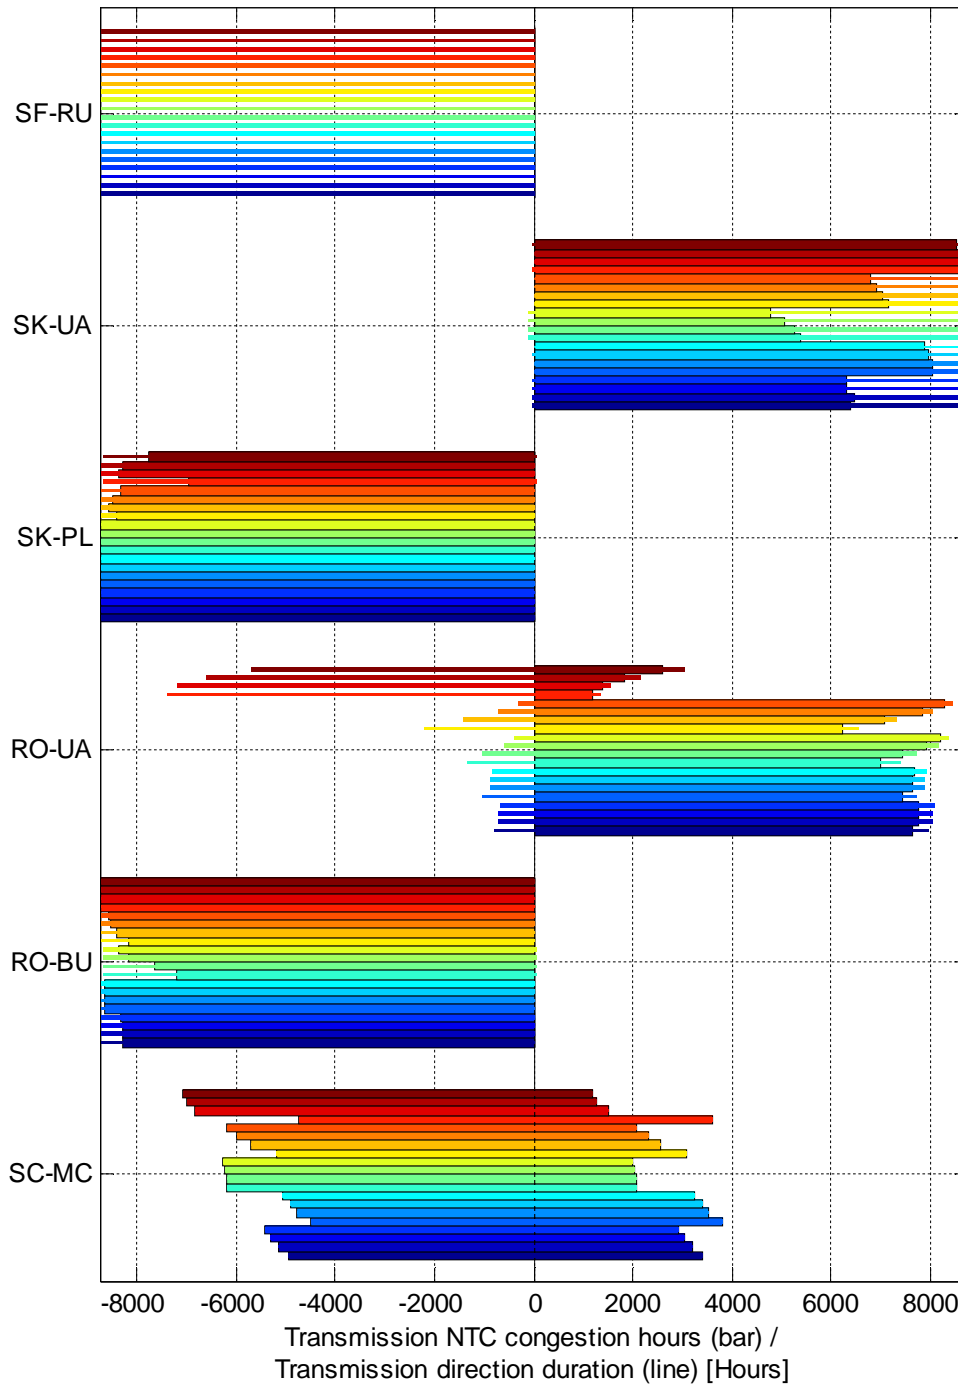 SF-RU
SK-UA
SK-PL
RO-UA
RO-BU
SC-MC
-8000 -6000 -4000 -2000 0 2000 4000 6000 8000
Transmission NTC congestion hours (bar) /
Transmission direction duration (line) [Hours]